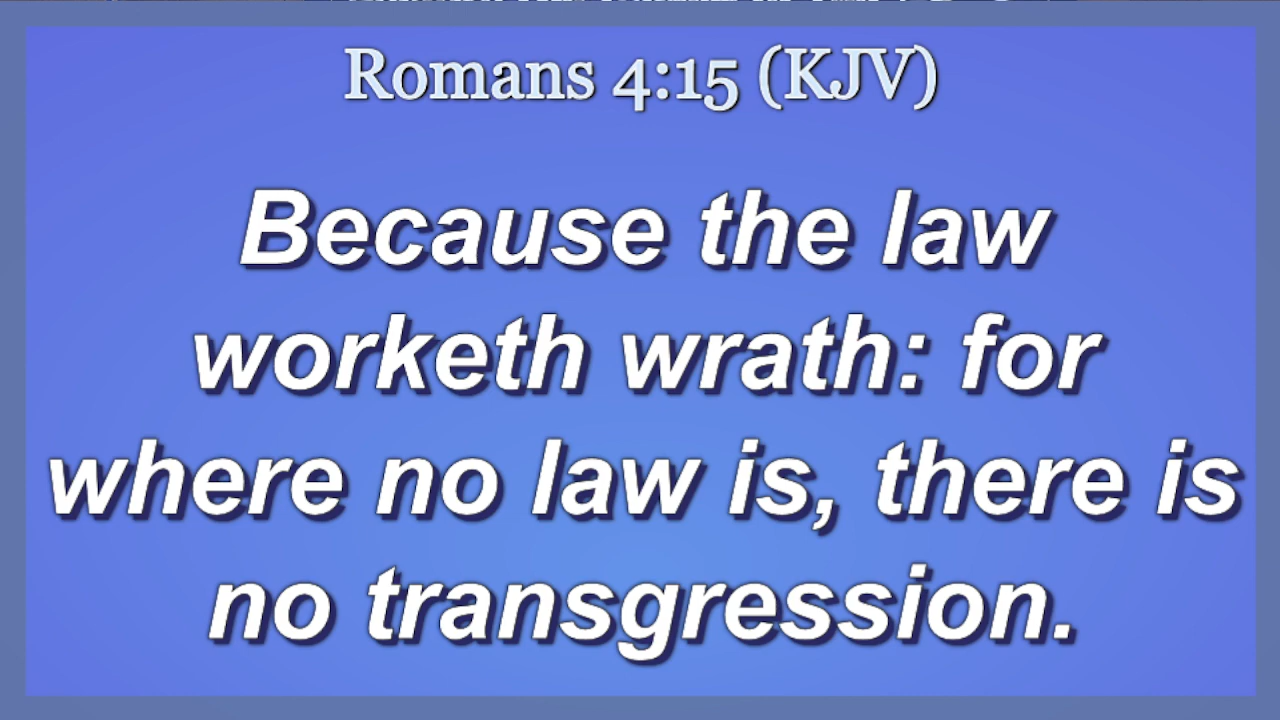 Romans 4:15 (KJV)
Because the law
worketh wrath: for
where no law is, there is
no transgression.